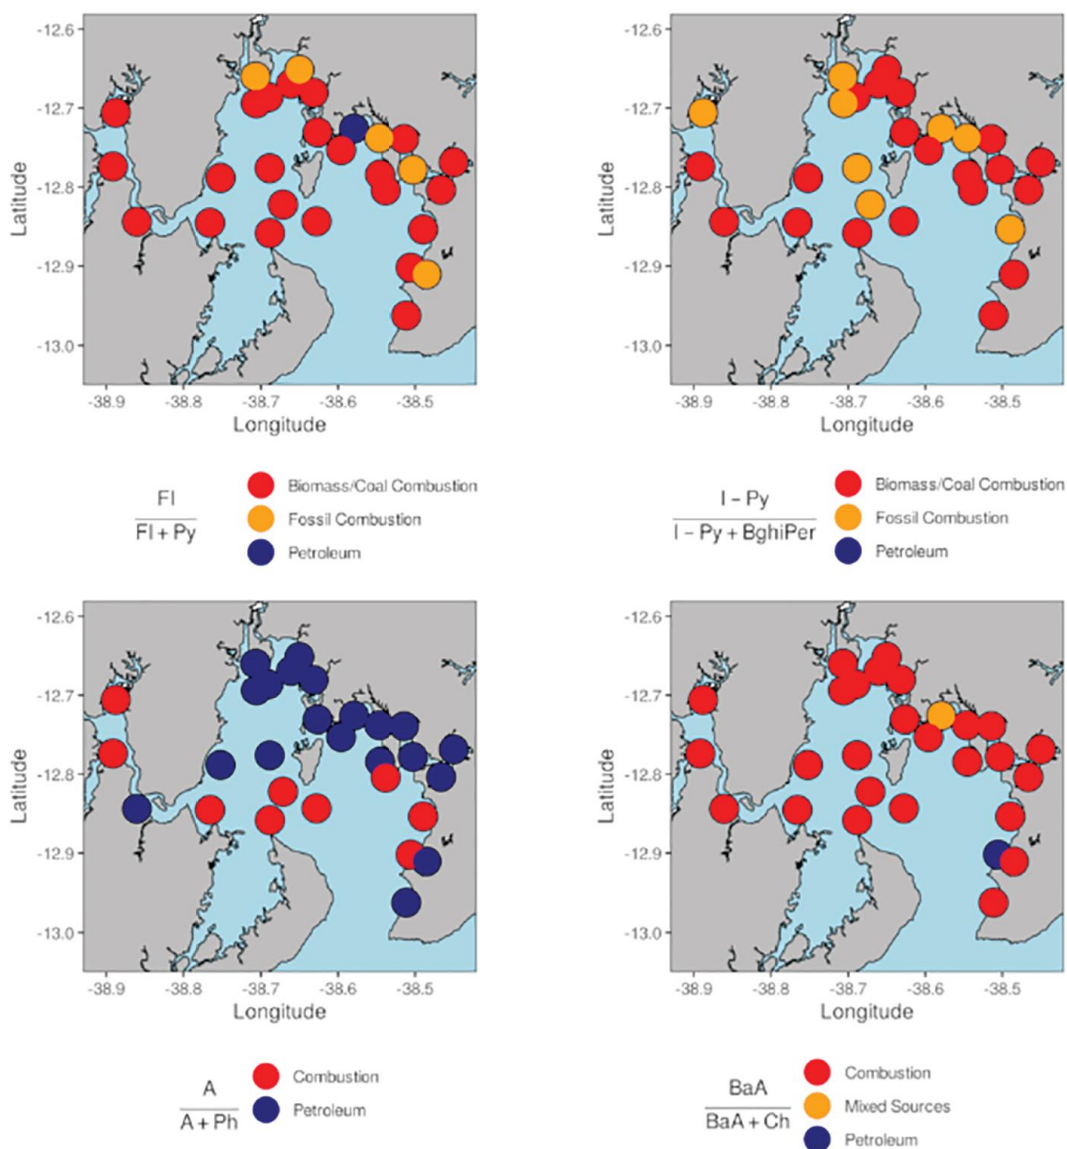 -12.6
-12.7
-12.8
-12.9
-13.0
Latitude
-38.9 -38.8 -38.7 -38.6 -38.5
Longitude
Fl
Fl + Py
Biomass/Coal Combustion
Fossil Combustion
Petroleum
-12.6
-12.7
-12.8
-12.9
-13.0
Latitude
-38.9 -38.8 -38.7 -38.6 -38.5
Longitude
I – Py
I – Py + BghiPer
Biomass/Coal Combustion
Fossil Combustion
Petroleum
-12.6
-12.7
-12.8
-12.9
-13.0
Latitude
-38.9 -38.8 -38.7 -38.6 -38.5
Longitude
A
A + Ph
Combustion
Petroleum
-12.6
-12.7
-12.8
-12.9
-13.0
Latitude
-38.9 -38.8 -38.7 -38.6 -38.5
Longitude
BaA
BaA + Ch
Combustion
Mixed Sources
Petroleum